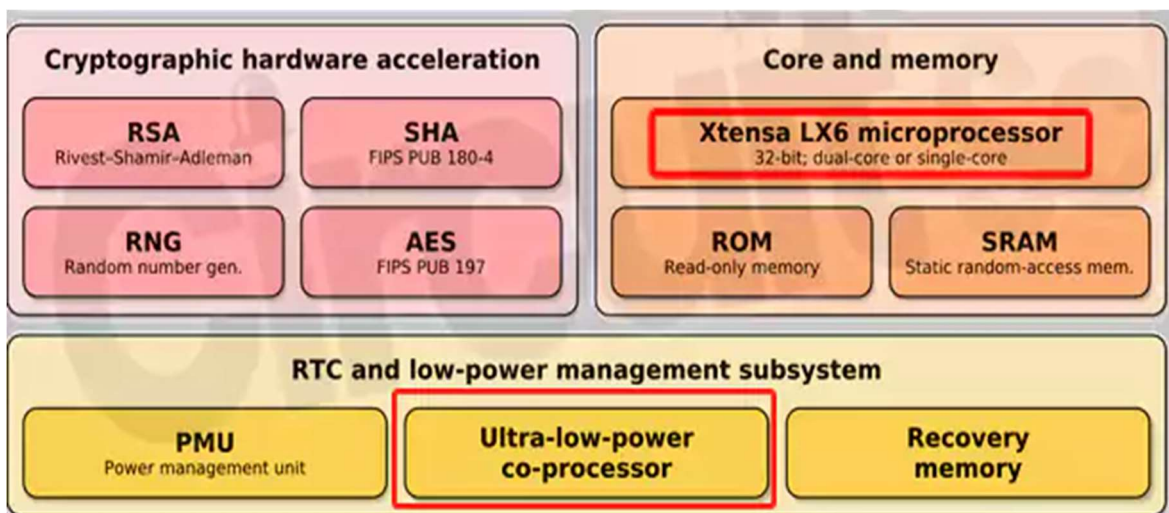 Cryptographic hardware acceleration
RSA
Rivest–Shamir–Adleman
SHA
FIPS PUB 180-4
RNG
Random number gen.
AES
FIPS PUB 197
Core and memory
Xtensa LX6 microprocessor
32-bit; dual-core or single-core
ROM
Read-only memory
SRAM
Static random-access mem.
RTC and low-power management subsystem
PMU
Power management unit
Ultra-low-power
co-processor
Recovery
memory